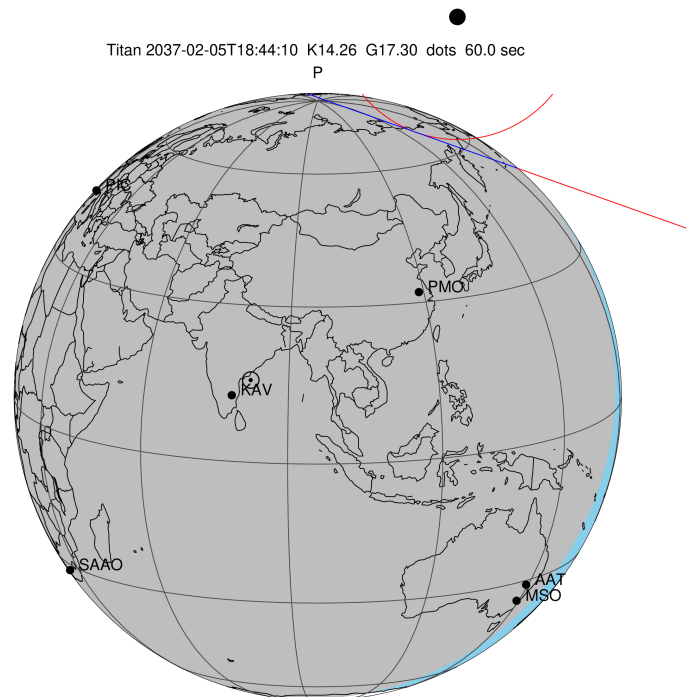 Titan 2037-02-05T18:44:10 K14.26 G17.30 dots 60.0 sec
P
PIC
PMO
KAV
SAAO
AAT
MSO